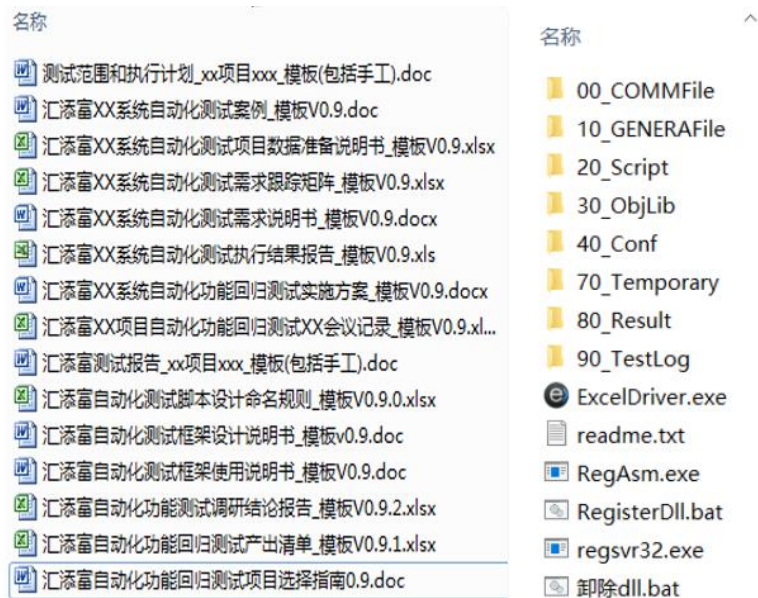 名称
测试范围和执行计划_xx项目xxx_模板(包括手工).doc
汇添富XX系统自动化测试案例_模板V0.9.doc
汇添富XX系统自动化测试项目数据准备说明书_模板V0.9.xlsx
汇添富XX系统自动化测试需求跟踪矩阵_模板V0.9.xlsx
汇添富XX系统自动化测试需求说明书_模板V0.9.docx
汇添富XX系统自动化测试执行结果报告_模板V0.9.xls
汇添富XX系统自动化功能回归测试实施方案_模板V0.9.docx
汇添富XX项目自动化功能回归测试XX会议记录_模板V0.9.xl...
汇添富测试报告_xx项目xxx_模板(包括手工).doc
汇添富自动化测试脚本设计命名规则_模板V0.9.0.xlsx
汇添富自动化测试框架设计说明书_模板v0.9.doc
汇添富自动化测试框架使用说明书_模板V0.9.doc
汇添富自动化功能测试调研结论报告_模板V0.9.2.xlsx
汇添富自动化功能回归测试产出清单_模板V0.9.1.xlsx
汇添富自动化功能回归测试项目选择指南0.9.doc
名称
00_COMMFile
10_GENERAFile
20_Script
30_ObjLib
40_Conf
70_Temporary
80_Result
90_TestLog
ExcelDriver.exe
readme.txt
RegAsm.exe
RegisterDll.bat
regsvr32.exe
卸除dll.bat